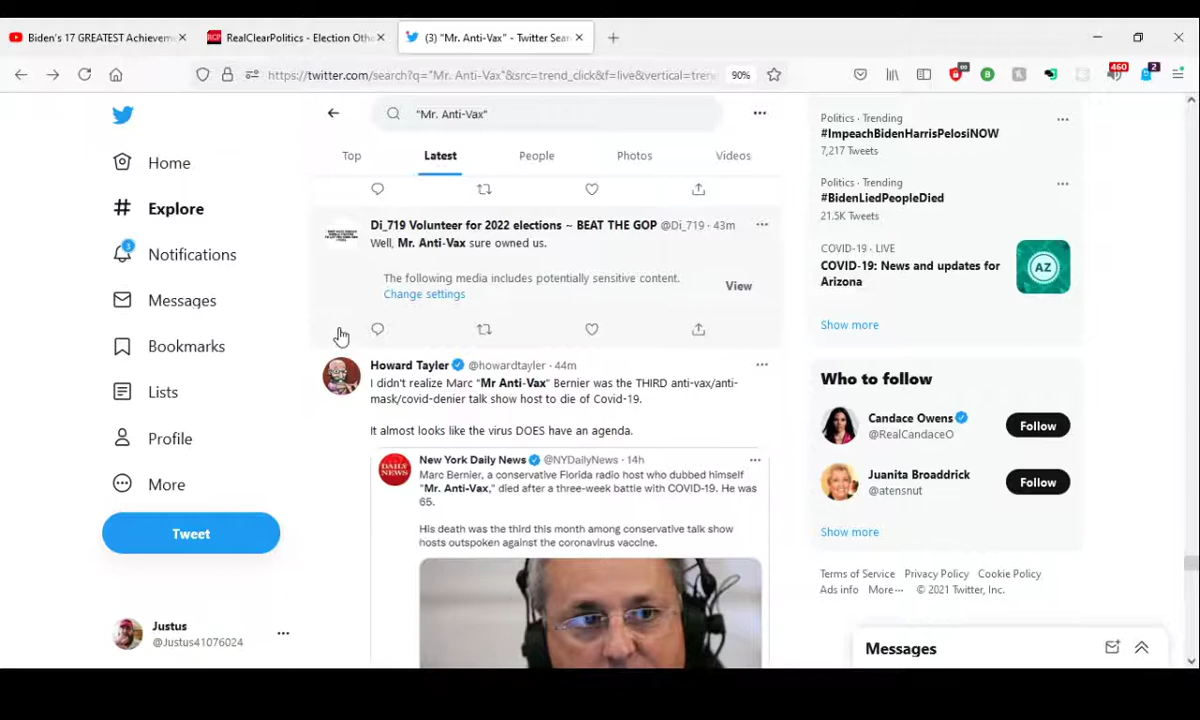 Biden's 17 GREATEST Achievem
RealClearPolitics - Election Othe
(3) "Mr. Anti-Vax" - Twitter Sear
https://twitter.com/search?q="Mr. Anti-Vax"&src=trend_click&f=live&vertical=tren
90%
460
2
"Mr. Anti-Vax"
Top
Latest
People
Photos
Videos
Home
Explore
3
Notifications
Messages
Bookmarks
Lists
Profile
More
Tweet
Justus
@Justus41076024
Di_719 Volunteer for 2022 elections ~ BEAT THE GOP @Di_719 · 43m
Well, Mr. Anti-Vax sure owned us.
The following media includes potentially sensitive content.
Change settings
View
Howard Tayler @howardtayler · 44m
I didn't realize Marc "Mr Anti-Vax" Bernier was the THIRD anti-vax/anti-
mask/covid-denier talk show host to die of Covid-19.
It almost looks like the virus DOES have an agenda.
DAILY NEWS
New York Daily News @NYDailyNews · 14h
Marc Bernier, a conservative Florida radio host who dubbed himself
"Mr. Anti-Vax," died after a three-week battle with COVID-19. He was
65.
His death was the third this month among conservative talk show
hosts outspoken against the coronavirus vaccine.
Politics · Trending
#ImpeachBidenHarrisPelosiNOW
7,217 Tweets
Politics · Trending
#BidenLiedPeopleDied
21.5K Tweets
COVID-19 · LIVE
COVID-19: News and updates for
Arizona
AZ
Show more
Who to follow
Candace Owens
@RealCandaceO
Follow
Juanita Broaddrick
@atensnut
Follow
Show more
Terms of Service Privacy Policy Cookie Policy
Ads info More··· © 2021 Twitter, Inc.
Messages